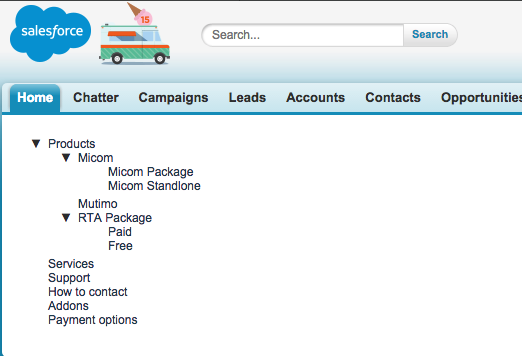 salesforce
15
Search...
Search
Home Chatter Campaigns Leads Accounts Contacts Opportunities
▼ Products
▼ Micom
Micom Package
Micom Standlone
Mutimo
▼ RTA Package
Paid
Free
Services
Support
How to contact
Addons
Payment options